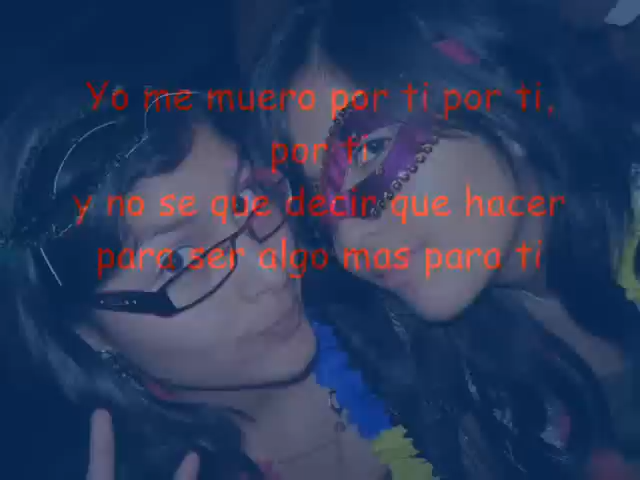 Yo me muero por ti por ti,
por ti
y no se que decir que hacer
para ser algo mas para ti